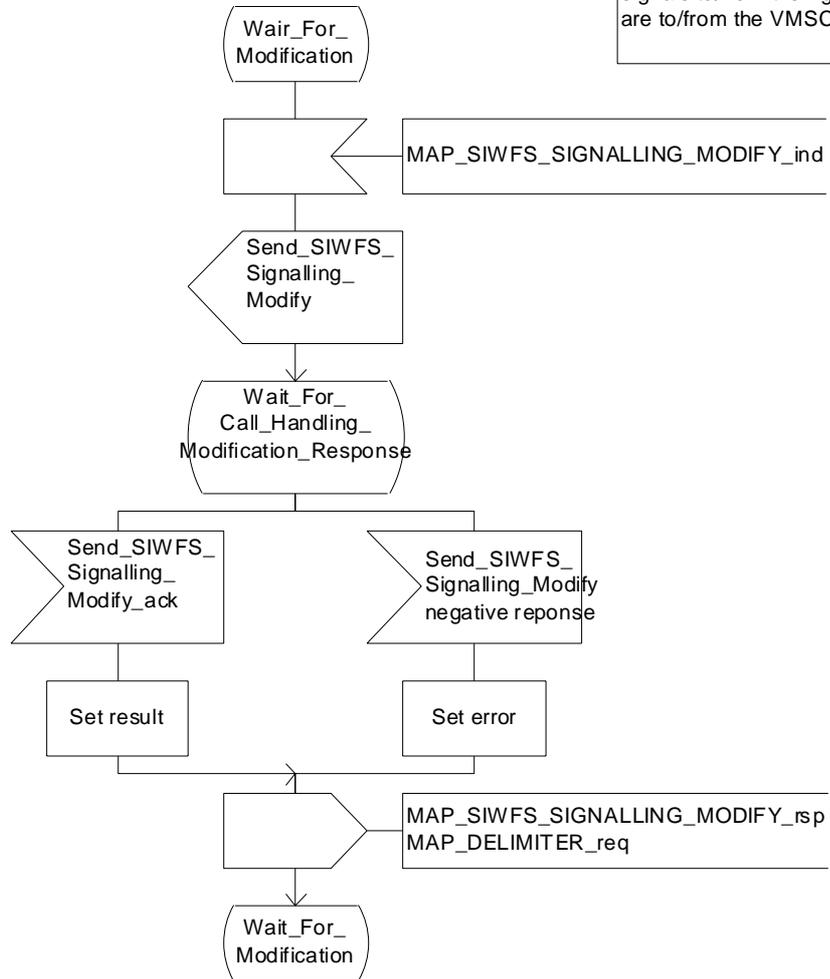 are to/from the VMSC
Wair_For_
Modification
MAP_SIWFS_SIGNALLING_MODIFY_ind
Send_SIWFS_
Signalling_
Modify
Wait_For_
Call_Handling_
Modification_Response
Send_SIWFS_
Signalling_
Modify_ack
Send_SIWFS_
Signalling_Modify
negative reponse
Set result
Set error
MAP_SIWFS_SIGNALLING_MODIFY_rsp
MAP_DELIMITER_req
Wait_For_
Modification